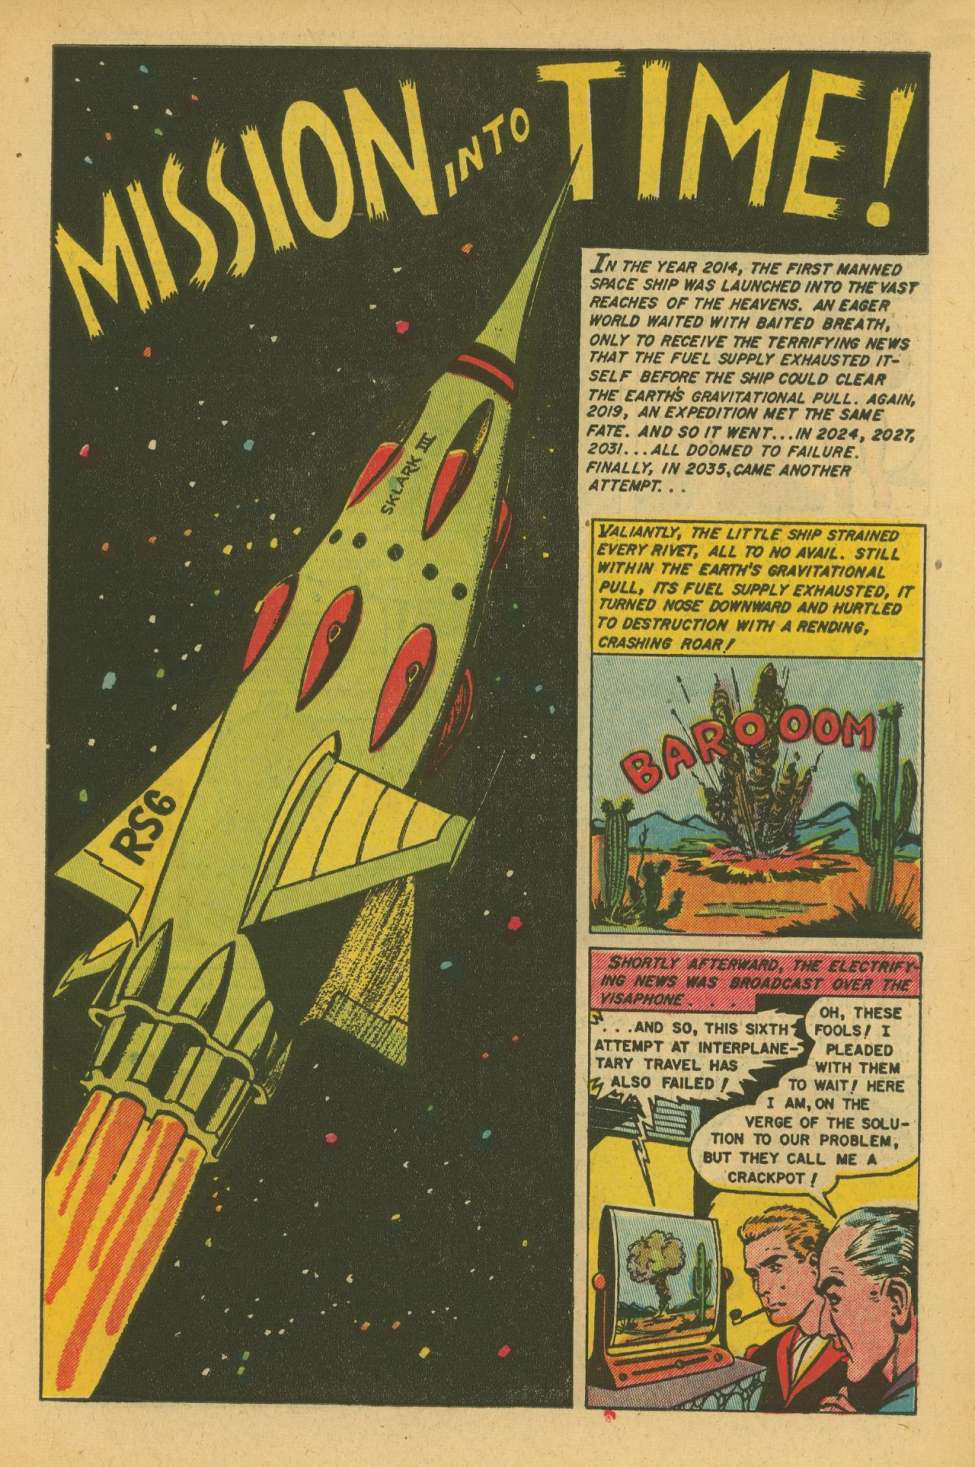 MISSION INTO TIME!
IN THE YEAR 2014, THE FIRST MANNED
SPACE SHIP WAS LAUNCHED INTO THE VAST
REACHES OF THE HEAVENS. AN EAGER
WORLD WAITED WITH BAITED BREATH,
ONLY TO RECEIVE THE TERRIFYING NEWS
THAT THE FUEL SUPPLY EXHAUSTED IT-
SELF BEFORE THE SHIP COULD CLEAR
THE EARTH'S GRAVITATIONAL PULL. AGAIN,
2019, AN EXPEDITION MET THE SAME
FATE. AND SO IT WENT...IN 2024, 2027,
2031...ALL DOOMED TO FAILURE.
FINALLY, IN 2035, CAME ANOTHER
ATTEMPT...
SKLARK III
RS6
VALIANTLY, THE LITTLE SHIP STRAINED
EVERY RIVET, ALL TO NO AVAIL. STILL
WITHIN THE EARTH'S GRAVITATIONAL
PULL, ITS FUEL SUPPLY EXHAUSTED, IT
TURNED NOSE DOWNWARD AND HURTLED
TO DESTRUCTION WITH A RENDING,
CRASHING ROAR!
BAROOOM
SHORTLY AFTERWARD, THE ELECTRIFY-
ING NEWS WAS BROADCAST OVER THE
VISAPHONE....
...AND SO, THIS SIXTH
ATTEMPT AT INTERPLANE-
TARY TRAVEL HAS
ALSO FAILED!
OH, THESE
FOOLS! I
PLEADED
WITH THEM
TO WAIT! HERE
I AM, ON THE
VERGE OF THE SOLU-
TION TO OUR PROBLEM,
BUT THEY CALL ME A
CRACKPOT!